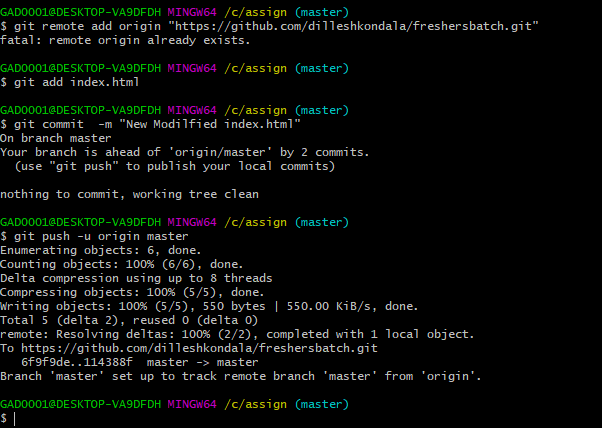 GAD0001@DESKTOP-VA9DFDH MINGW64 /c/assign (master)
$ git remote add origin "https://github.com/dilleshkondala/freshersbatch.git"
fatal: remote origin already exists.
GAD0001@DESKTOP-VA9DFDH MINGW64 /c/assign (master)
$ git add index.html
GAD0001@DESKTOP-VA9DFDH MINGW64 /c/assign (master)
$ git commit  -m "New Modilfied index.html"
On branch master
Your branch is ahead of 'origin/master' by 2 commits.
  (use "git push" to publish your local commits)
nothing to commit, working tree clean
GAD0001@DESKTOP-VA9DFDH MINGW64 /c/assign (master)
$ git push -u origin master
Enumerating objects: 6, done.
Counting objects: 100% (6/6), done.
Delta compression using up to 8 threads
Compressing objects: 100% (5/5), done.
Writing objects: 100% (5/5), 550 bytes | 550.00 KiB/s, done.
Total 5 (delta 2), reused 0 (delta 0)
remote: Resolving deltas: 100% (2/2), completed with 1 local object.
To https://github.com/dilleshkondala/freshersbatch.git
   6f9f9de..114388f  master -> master
Branch 'master' set up to track remote branch 'master' from 'origin'.
GAD0001@DESKTOP-VA9DFDH MINGW64 /c/assign (master)
$